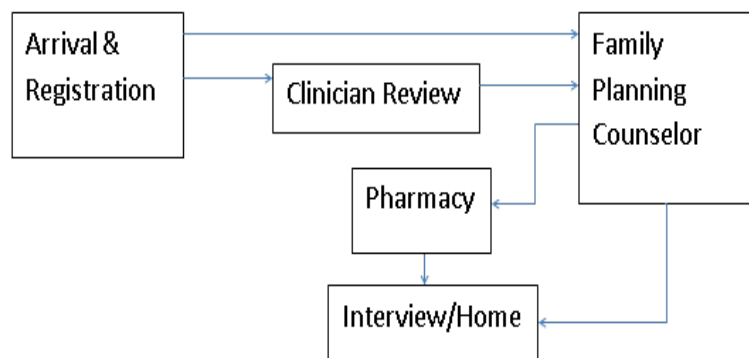 Arrival &
Registration
Clinician Review
Family
Planning
Counselor
Pharmacy
Interview/Home